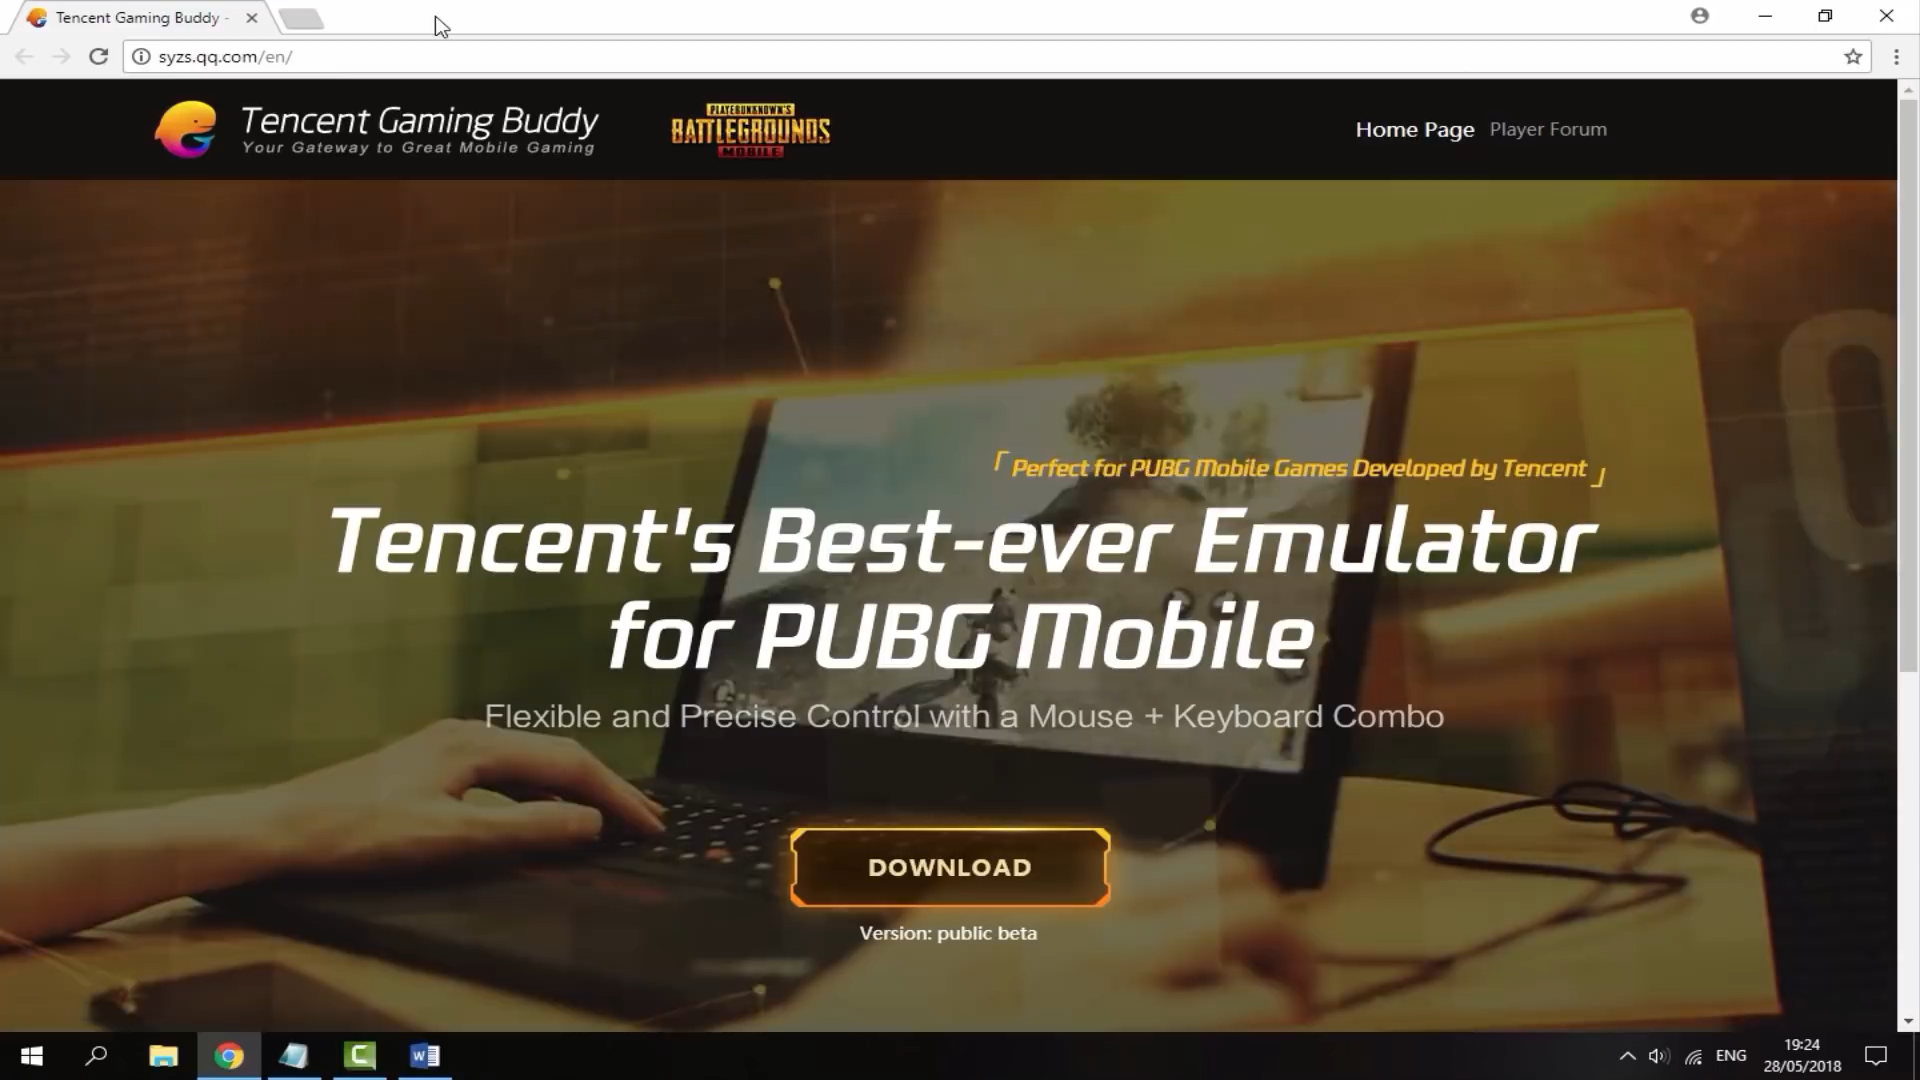 Tencent Gaming Buddy -
syzs.qq.com/en/
Tencent Gaming Buddy
Your Gateway to Great Mobile Gaming
PLAYERUNKNOWN'S
BATTLEGROUNDS
MOBILE
Home Page
Player Forum
「Perfect for PUBG Mobile Games Developed by Tencent」
Tencent's Best-ever Emulator
for PUBG Mobile
Flexible and Precise Control with a Mouse + Keyboard Combo
DOWNLOAD
Version: public beta
ENG
19:24
28/05/2018